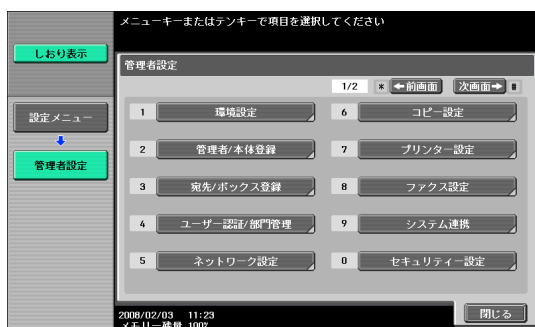 メニューキーまたはテンキーで項目を選択してください
しおり表示
管理者設定
1/2 * ←前画面 次画面→ #
設定メニュー
管理者設定
1 環境設定
2 管理者/本体登録
3 宛先/ボックス登録
4 ユーザー認証/部門管理
5 ネットワーク設定
6 コピー設定
7 プリンター設定
8 ファクス設定
9 システム連携
0 セキュリティー設定
2008/02/03 11:23
メモリー残量 100%
閉じる